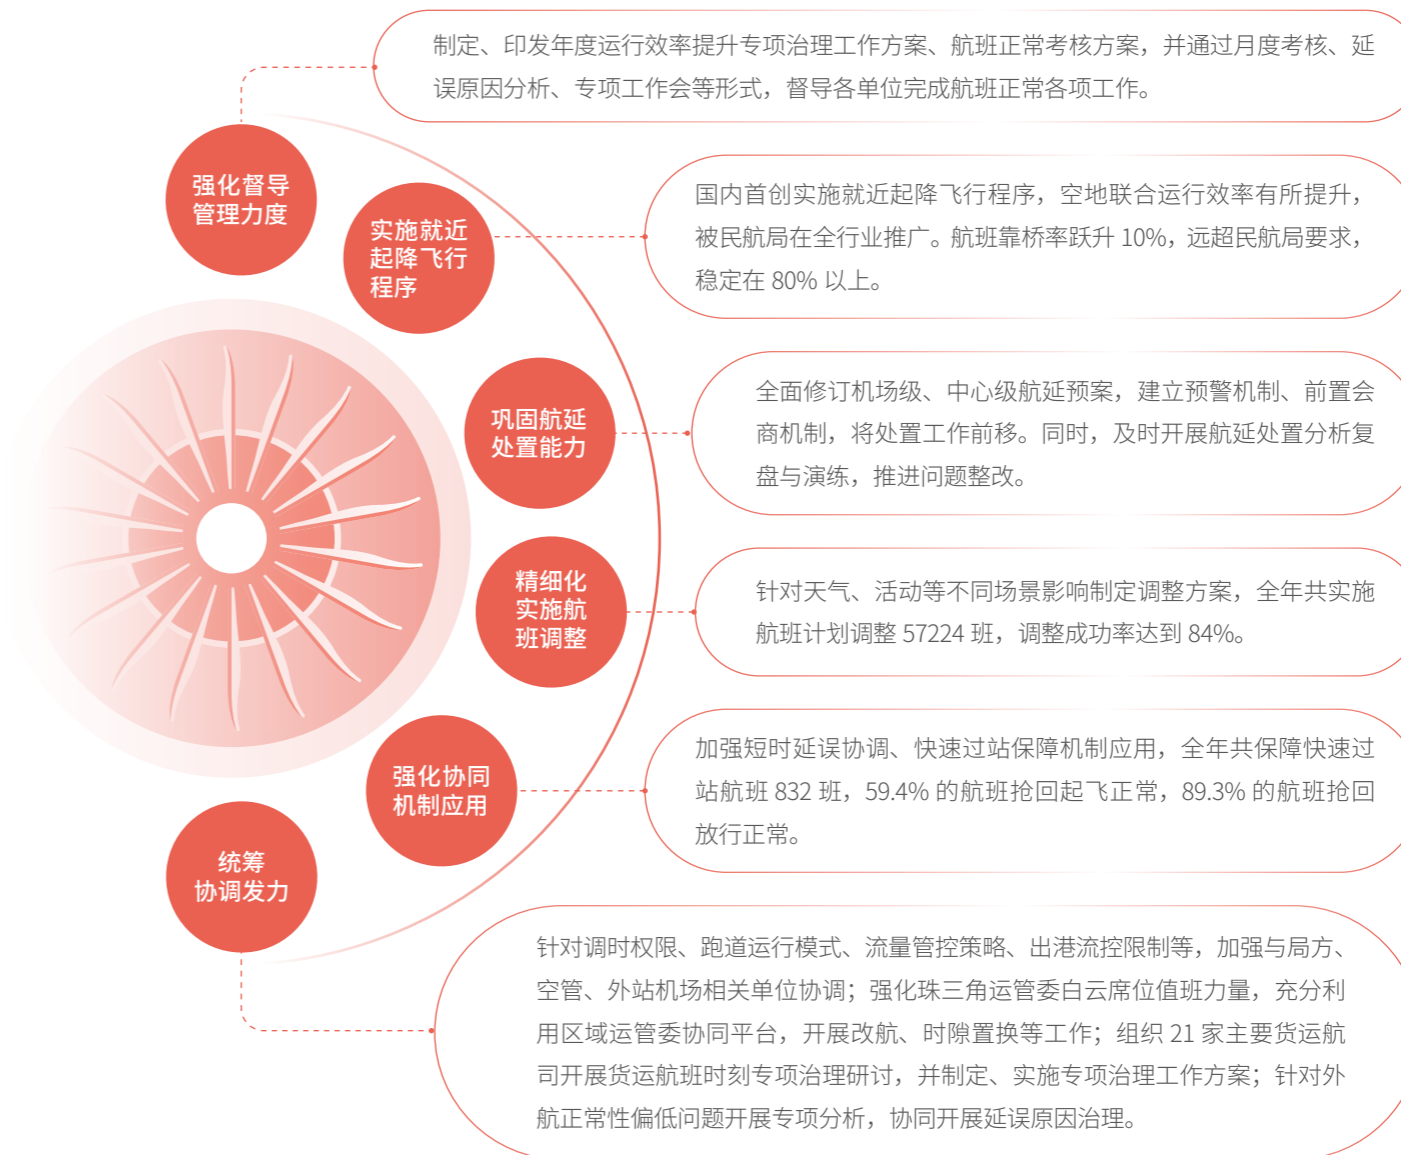 制定、印发年度运行效率提升专项治理工作方案、航班正常考核方案，并通过月度考核、延
误原因分析、专项工作会等形式，督导各单位完成航班正常各项工作。
强化督导
管理力度
国内首创实施就近起降飞行程序，空地联合运行效率有所提升，
被民航局在全行业推广。航班靠桥率跃升 10%，远超民航局要求，
稳定在 80% 以上。
实施就近
起降飞行
程序
全面修订机场级、中心级航延预案，建立预警机制、前置会
商机制，将处置工作前移。同时，及时开展航延处置分析复
盘与演练，推进问题整改。
巩固航延
处置能力
针对天气、活动等不同场景影响制定调整方案，全年共实施
航班计划调整 57224 班，调整成功率达到 84%。
精细化
实施航
班调整
加强短时延误协调、快速过站保障机制应用，全年共保障快速过
站航班 832 班，59.4% 的航班抢回起飞正常，89.3% 的航班抢回
放行正常。
强化协同
机制应用
统筹
协调发力
针对调时权限、跑道运行模式、流量管控策略、出港流控限制等，加强与局方、
空管、外站机场相关单位协调；强化珠三角运管委白云席位值班力量，充分利
用区域运管委协同平台，开展改航、时隙置换等工作；组织 21 家主要货运航
司开展货运航班时刻专项治理研讨，并制定、实施专项治理工作方案；针对外
航正常性偏低问题开展专项分析，协同开展延误原因治理。